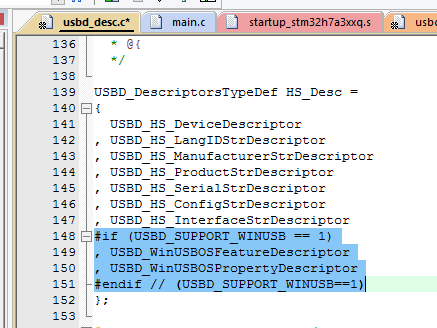 usbd_desc.c* main.c startup_stm32h7a3xxq.s usbd
136 * @{
137 */
138
139 USBD_DescriptorsTypeDef HS_Desc =
140 {
141 USBD_HS_DeviceDescriptor
142 , USBD_HS_LangIDStrDescriptor
143 , USBD_HS_ManufacturerStrDescriptor
144 , USBD_HS_ProductStrDescriptor
145 , USBD_HS_SerialStrDescriptor
146 , USBD_HS_ConfigStrDescriptor
147 , USBD_HS_InterfaceStrDescriptor
148 #if (USBD_SUPPORT_WINUSB == 1)
149 , USBD_WinUSBOSFeatureDescriptor
150 , USBD_WinUSBOSPropertyDescriptor
151 #endif // (USBD_SUPPORT_WINUSB==1)
152 };
153